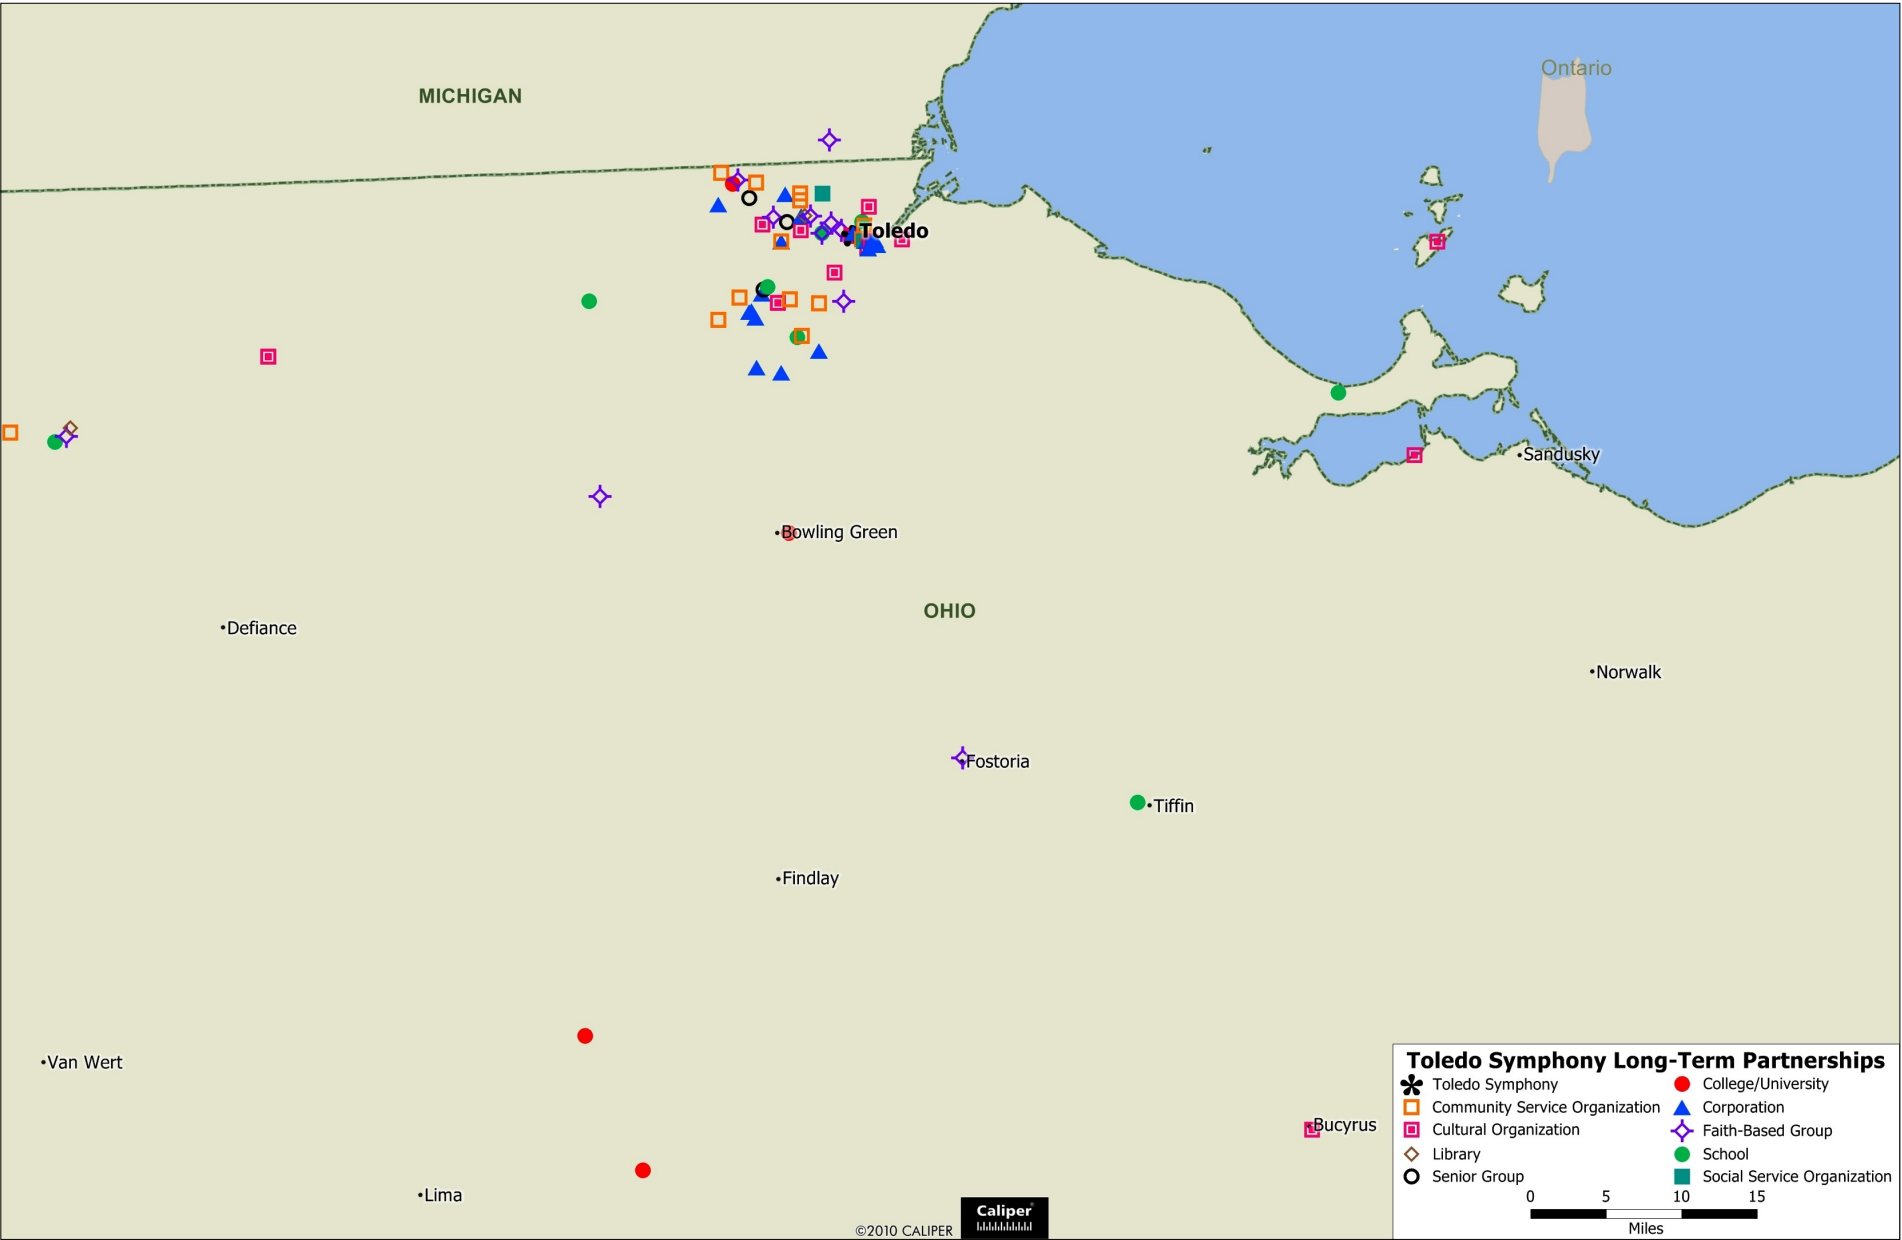 Ontario
MICHIGAN
Toledo
Sandusky
Bowling Green
OHIO
Defiance
Norwalk
Fostoria
Tiffin
Findlay
Van Wert
Bucyrus
Lima
Toledo Symphony Long-Term Partnerships
Toledo Symphony
Community Service Organization
Cultural Organization
Library
Senior Group
College/University
Corporation
Faith-Based Group
School
Social Service Organization
0 5 10 15
Miles
©2010 CALIPER
Caliper